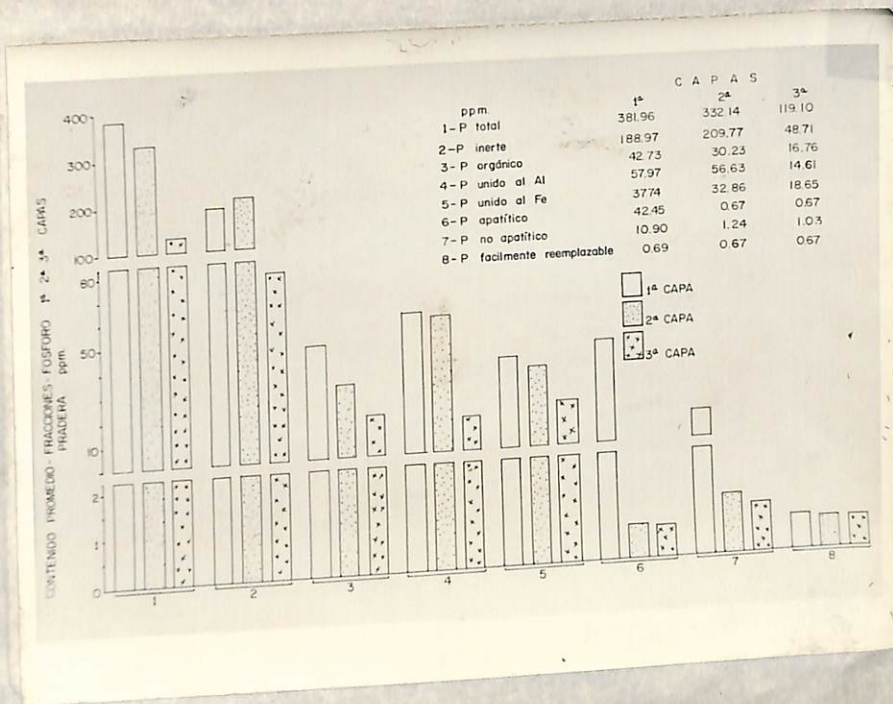 CONTENIDO PROMEDIO - FRACCIONES - FOSFORO 1ª 2ª 3ª CAPAS
PRADERA ppm.
400
300
200
100
80
50
10
2
1
0
C A P A S
ppm. 1ª 2ª 3ª
1-P total 381.96 332.14 119.10
2-P inerte 188.97 209.77 48.71
3-P orgánico 42.73 30.23 16.76
4-P unido al Al 57.97 56.63 14.61
5-P unido al Fe 3774 32.86 18.65
6-P apatítico 42.45 0.67 0.67
7-P no apatítico 10.90 1.24 1.03
8-P facilmente reemplazable 0.69 0.67 0.67
1ª CAPA
2ª CAPA
3ª CAPA
1 2 3 4 5 6 7 8